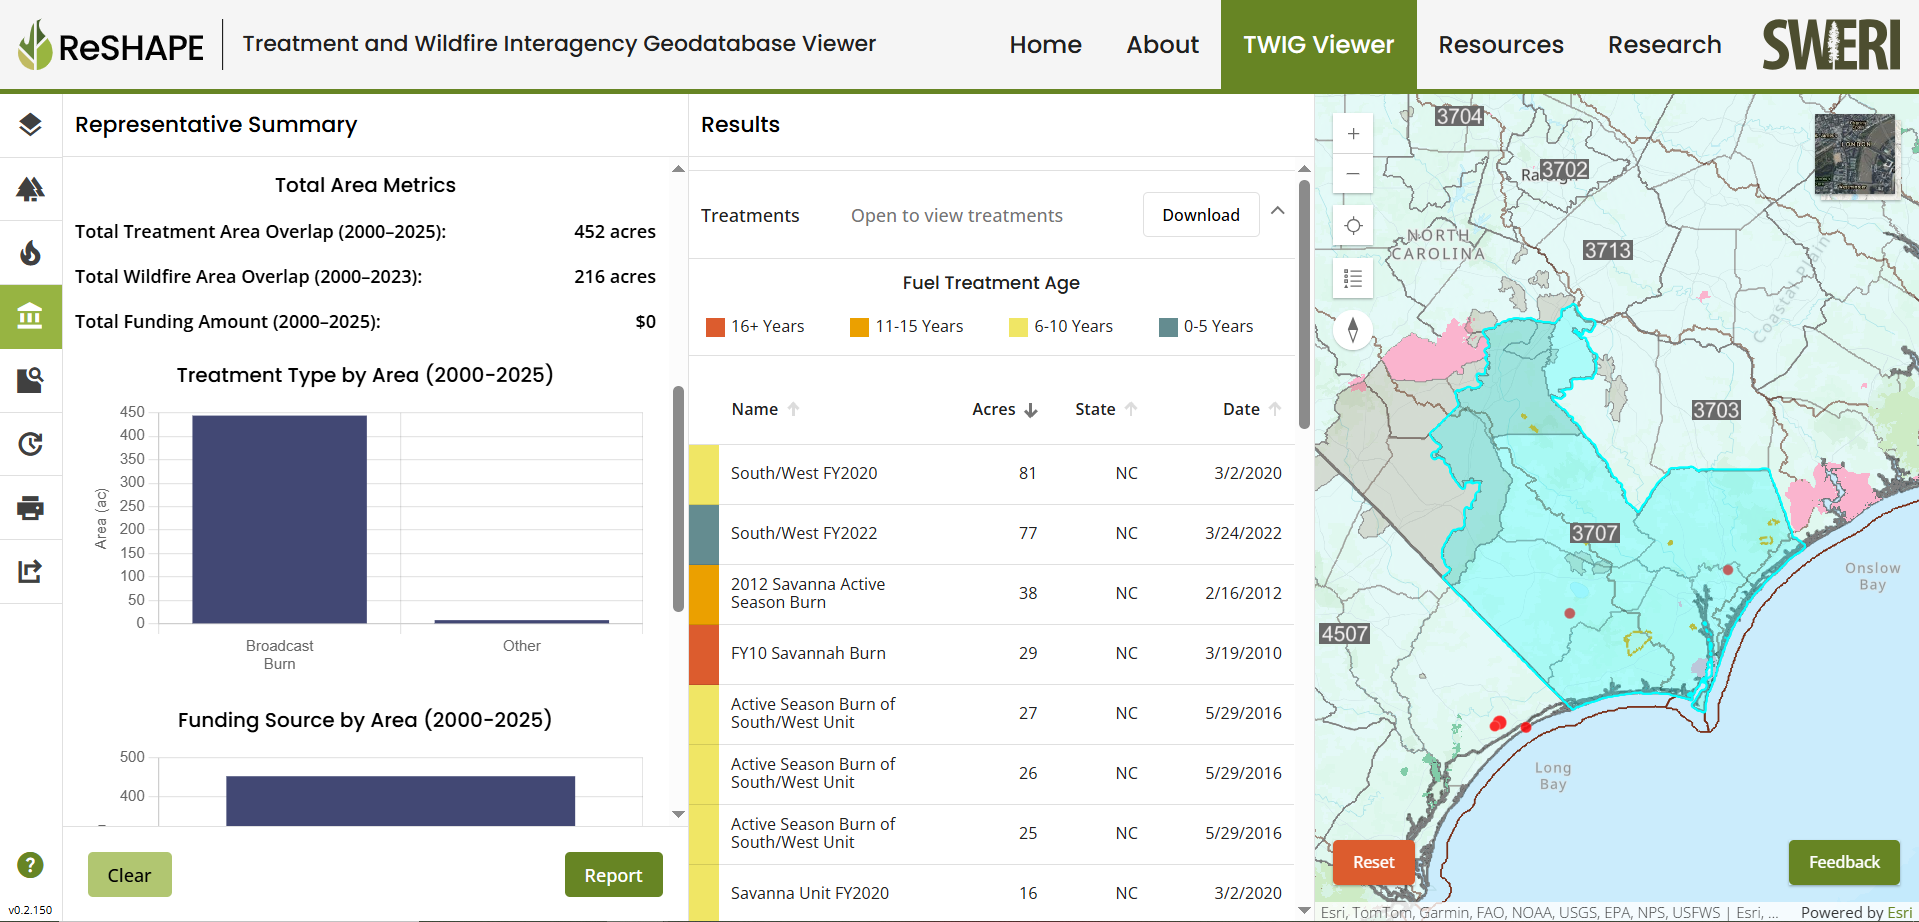 ReSHAPE
Treatment and Wildfire Interagency Geodatabase Viewer
Home
About
TWIG Viewer
Resources
Research
SWERI
Representative Summary
Total Area Metrics
Total Treatment Area Overlap (2000–2025): 452 acres
Total Wildfire Area Overlap (2000–2023): 216 acres
Total Funding Amount (2000–2025): $0
Treatment Type by Area (2000-2025)
Area (ac)
450
400
350
300
250
200
150
100
50
0
Broadcast
Burn
Other
Funding Source by Area (2000-2025)
500
400
Clear
Report
?
v0.2.150
Results
Treatments
Open to view treatments
Download
Fuel Treatment Age
16+ Years
11-15 Years
6-10 Years
0-5 Years
Name Acres State Date
South/West FY2020 81 NC 3/2/2020
South/West FY2022 77 NC 3/24/2022
2012 Savanna Active
Season Burn 38 NC 2/16/2012
FY10 Savannah Burn 29 NC 3/19/2010
Active Season Burn of
South/West Unit 27 NC 5/29/2016
Active Season Burn of
South/West Unit 26 NC 5/29/2016
Active Season Burn of
South/West Unit 25 NC 5/29/2016
Savanna Unit FY2020 16 NC 3/2/2020
3704
3702
LONDON
NORTH
CAROLINA
3713
Coastal Plain
3703
3707
Onslow
Bay
4507
Long
Bay
Reset
Feedback
Esri, TomTom, Garmin, FAO, NOAA, USGS, EPA, NPS, USFWS | Esri, ...
Powered by Esri